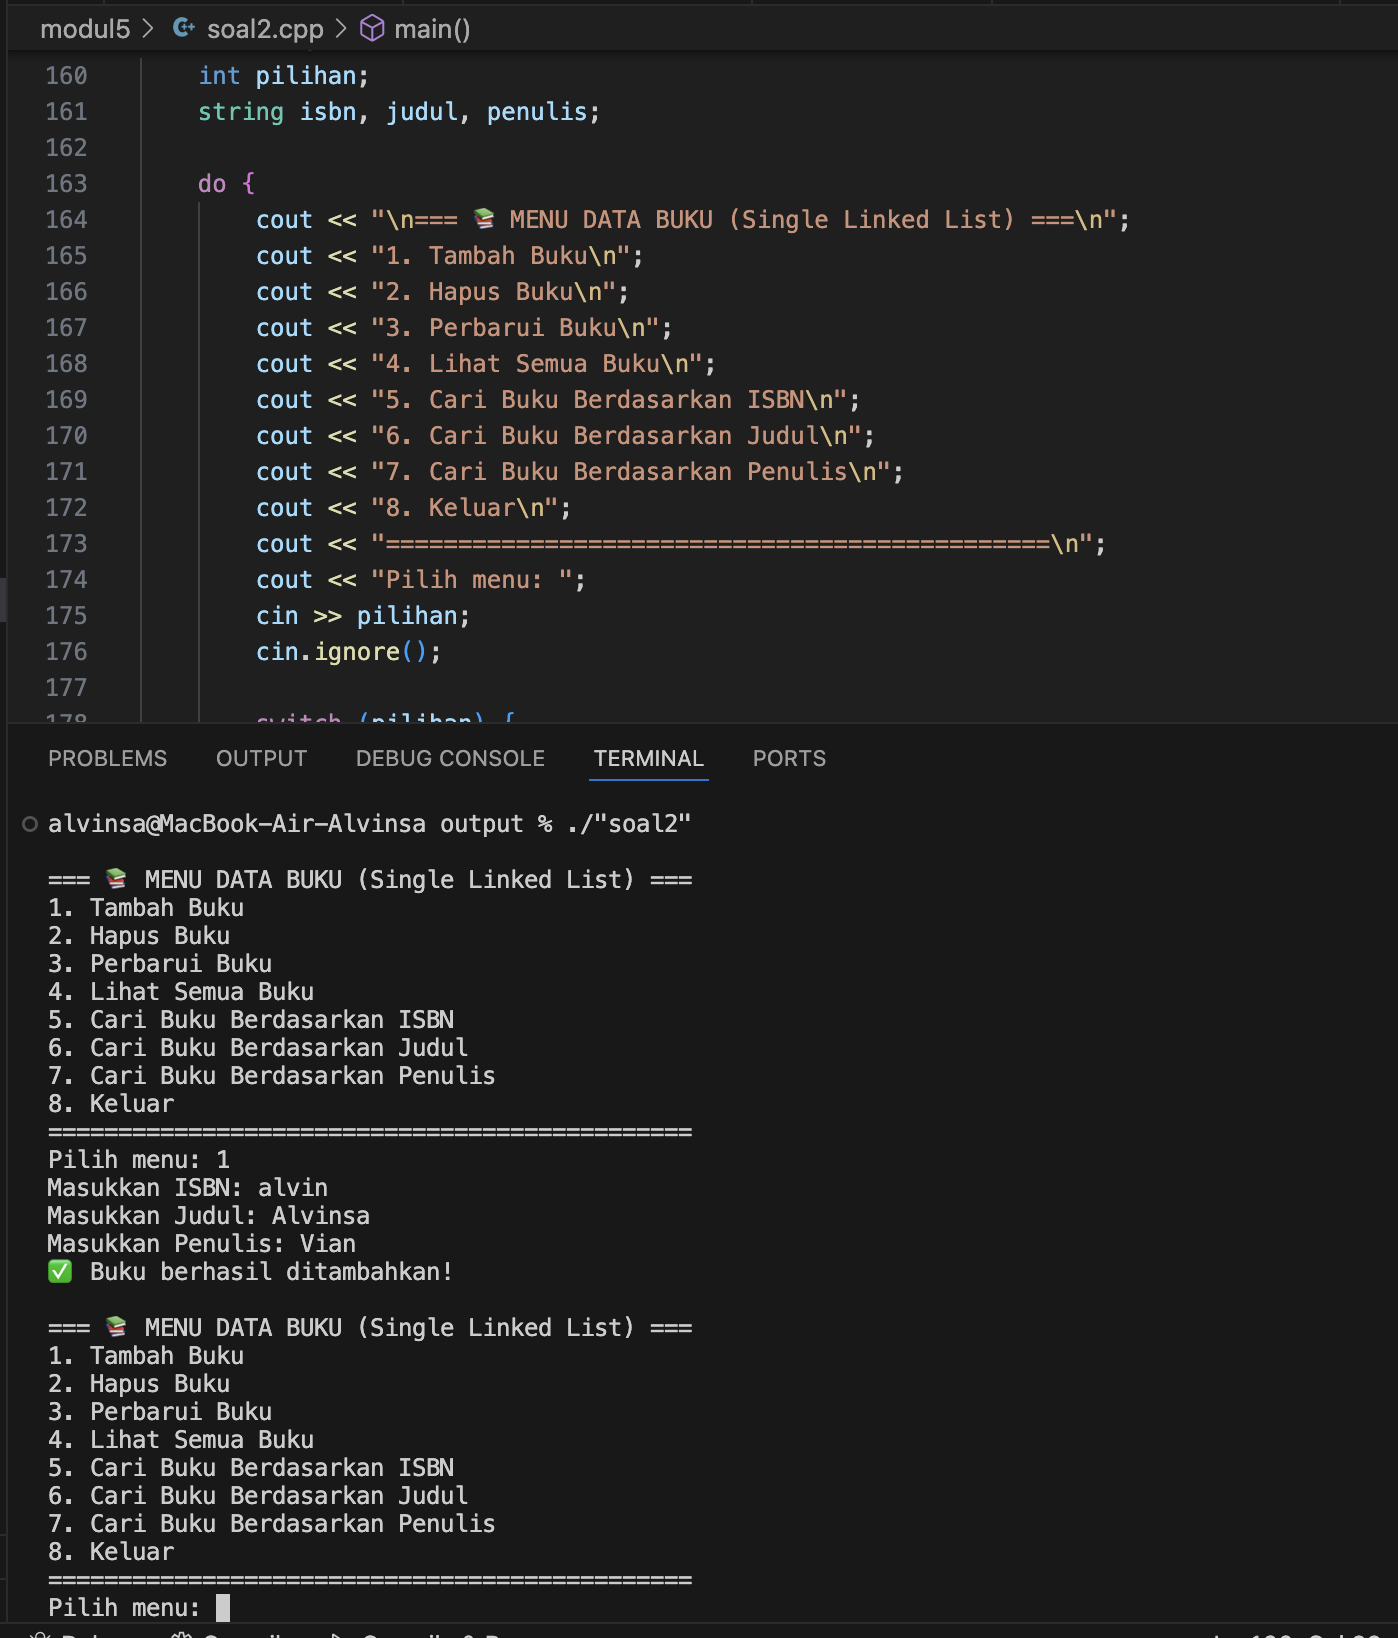 modul5 > soal2.cpp > main()
160 int pilihan;
161 string isbn, judul, penulis;
162
163 do {
164 cout << "\n=== 📚 MENU DATA BUKU (Single Linked List) ===\n";
165 cout << "1. Tambah Buku\n";
166 cout << "2. Hapus Buku\n";
167 cout << "3. Perbarui Buku\n";
168 cout << "4. Lihat Semua Buku\n";
169 cout << "5. Cari Buku Berdasarkan ISBN\n";
170 cout << "6. Cari Buku Berdasarkan Judul\n";
171 cout << "7. Cari Buku Berdasarkan Penulis\n";
172 cout << "8. Keluar\n";
173 cout << "==============================================\n";
174 cout << "Pilih menu: ";
175 cin >> pilihan;
176 cin.ignore();
177
178 switch (pilihan) {
PROBLEMS OUTPUT DEBUG CONSOLE TERMINAL PORTS
alvinsa@MacBook-Air-Alvinsa output % ./"soal2"
=== 📚 MENU DATA BUKU (Single Linked List) ===
1. Tambah Buku
2. Hapus Buku
3. Perbarui Buku
4. Lihat Semua Buku
5. Cari Buku Berdasarkan ISBN
6. Cari Buku Berdasarkan Judul
7. Cari Buku Berdasarkan Penulis
8. Keluar
==============================================
Pilih menu: 1
Masukkan ISBN: alvin
Masukkan Judul: Alvinsa
Masukkan Penulis: Vian
✅ Buku berhasil ditambahkan!
=== 📚 MENU DATA BUKU (Single Linked List) ===
1. Tambah Buku
2. Hapus Buku
3. Perbarui Buku
4. Lihat Semua Buku
5. Cari Buku Berdasarkan ISBN
6. Cari Buku Berdasarkan Judul
7. Cari Buku Berdasarkan Penulis
8. Keluar
==============================================
Pilih menu: